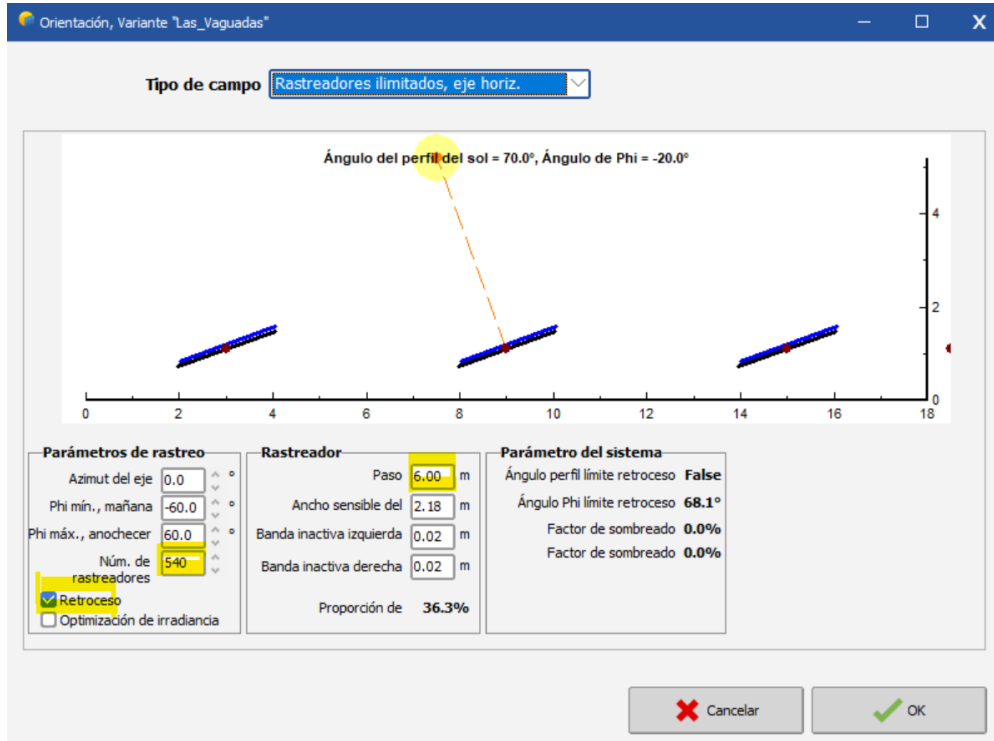 Orientación, Variante "Las_Vaguadas"
Tipo de campo Rastreadores ilimitados, eje horiz.
Ángulo del perfil del sol = 70.0°, Ángulo de Phi = -20.0°
4
2
0
0 2 4 6 8 10 12 14 16 18
Parámetros de rastreo
Azimut del eje 0.0 °
Phi mín., mañana -60.0 °
Phi máx., anochecer 60.0 °
Núm. de rastreadores 540
Retroceso
Optimización de irradiancia
Rastreador
Paso 6.00 m
Ancho sensible del 2.18 m
Banda inactiva izquierda 0.02 m
Banda inactiva derecha 0.02 m
Proporción de 36.3%
Parámetro del sistema
Ángulo perfil límite retroceso False
Ángulo Phi límite retroceso 68.1°
Factor de sombreado 0.0%
Factor de sombreado 0.0%
Cancelar
OK